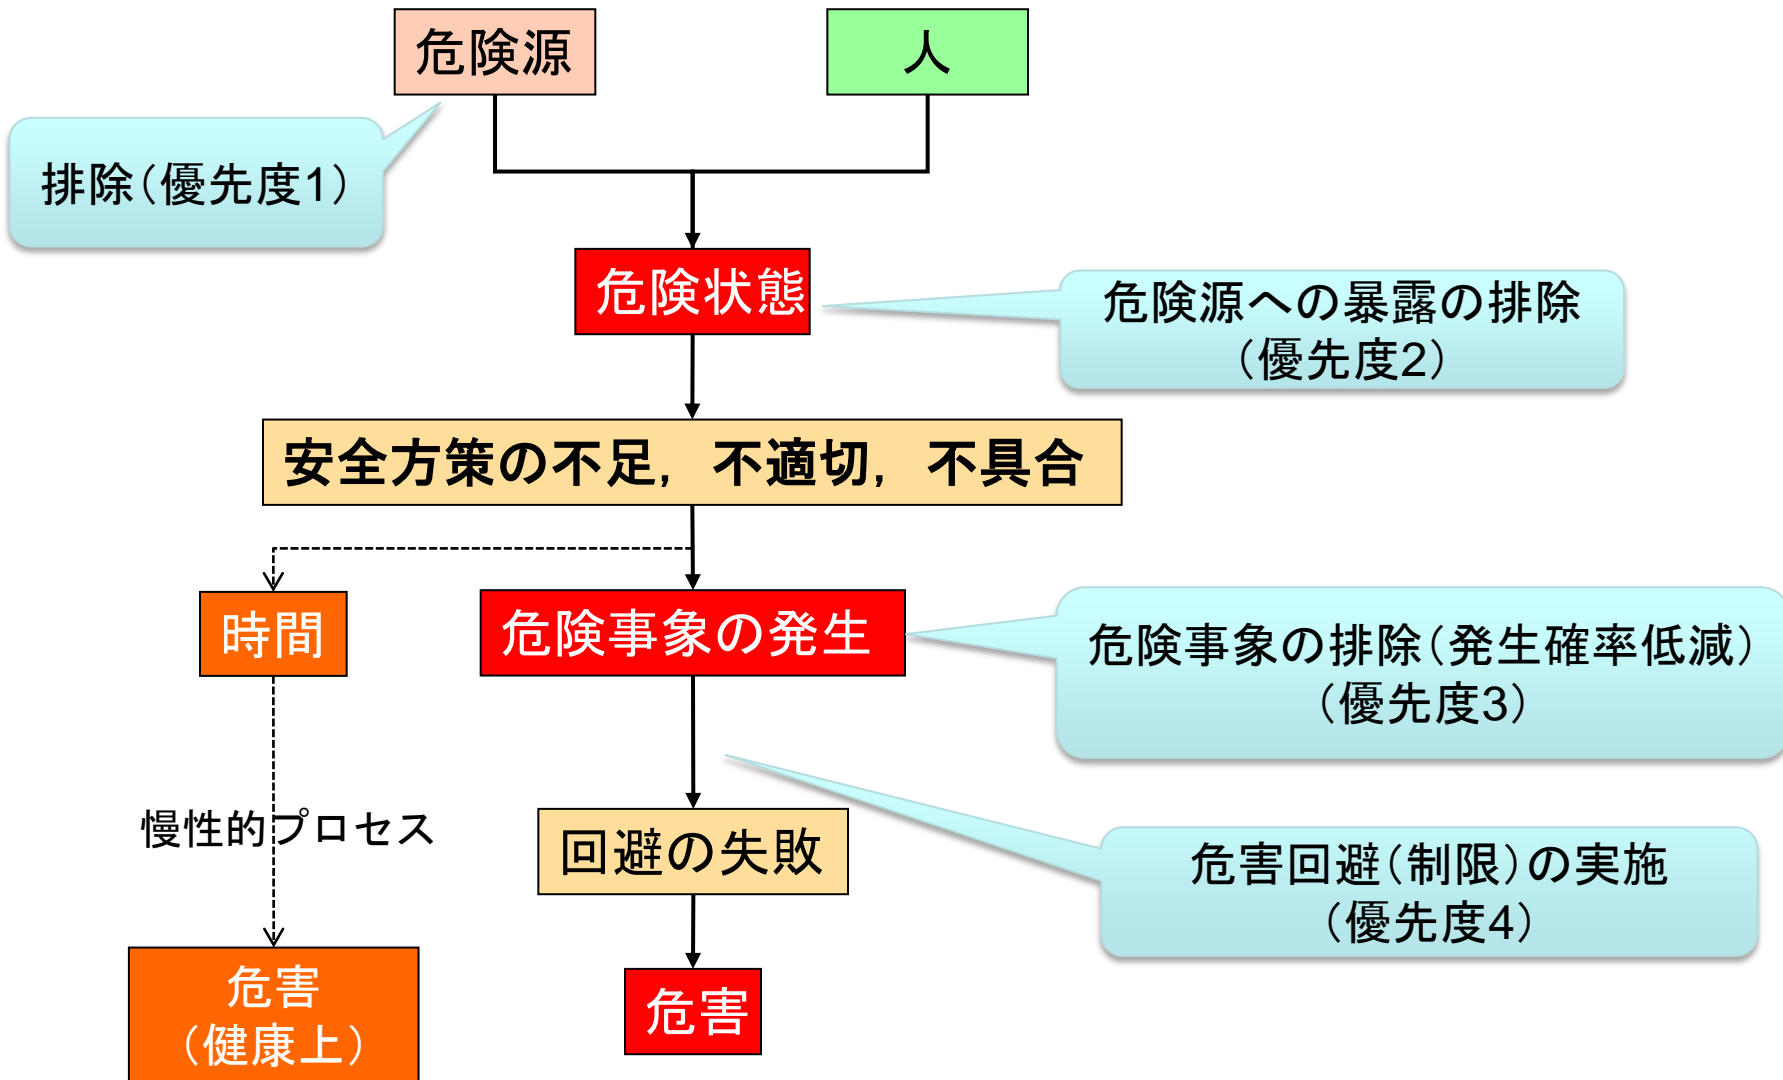 危険源
人
排除（優先度1）
危険状態
危険源への暴露の排除
（優先度2）
安全方策の不足，不適切，不具合
時間
危険事象の発生
危険事象の排除（発生確率低減）
（優先度3）
慢性的プロセス
回避の失敗
危害回避（制限）の実施
（優先度4）
危害
（健康上）
危害